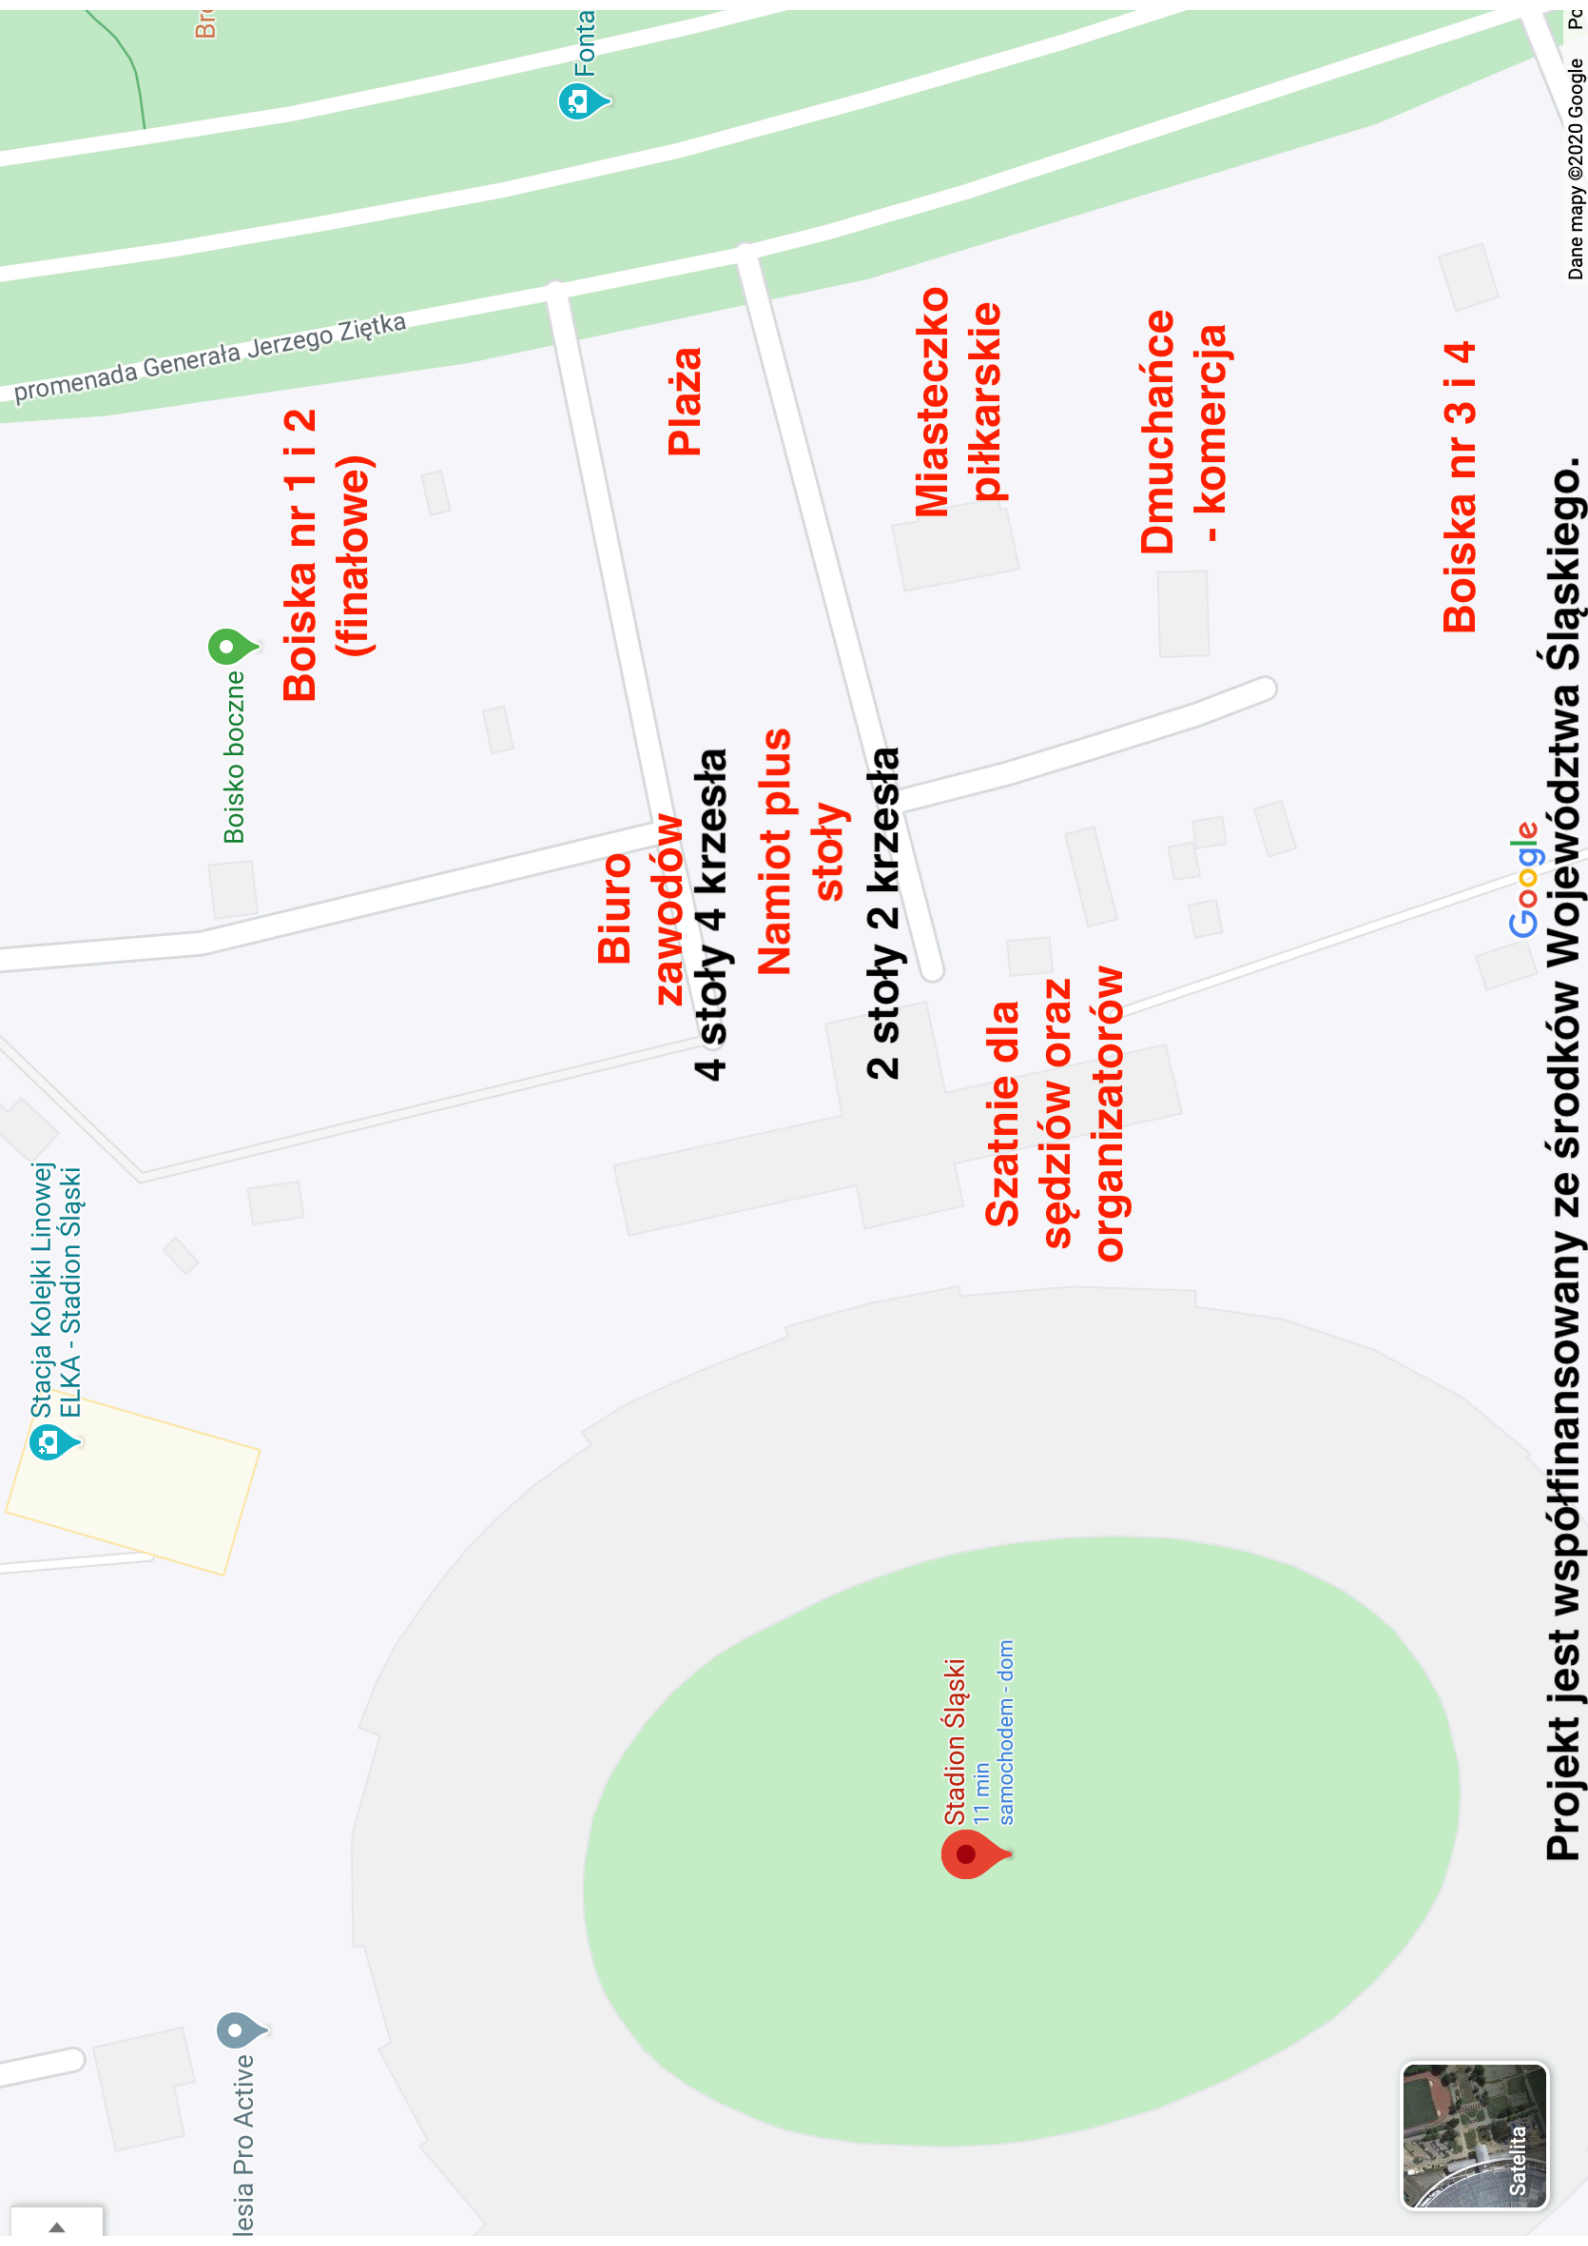 Stacja Kolejki Linowej
ELKA - Stadion Śląski
lesia Pro Active
Boisko boczne
Boiska nr 1 i 2
(finałowe)
promenada Generała Jerzego Ziętka
Fonta
Biuro
zawodów
4 stoły 4 krzesła
Plaża
Namiot plus
stoły
2 stoły 2 krzesła
Miasteczko
piłkarskie
Szatnie dla
sędziów oraz
organizatorów
Dmuchańce
- komercja
Stadion Śląski
11 min
samochodem - dom
Boiska nr 3 i 4
Satelita
Google
Projekt jest współfinansowany ze środków Województwa Śląskiego.
Dane mapy ©2020 Google